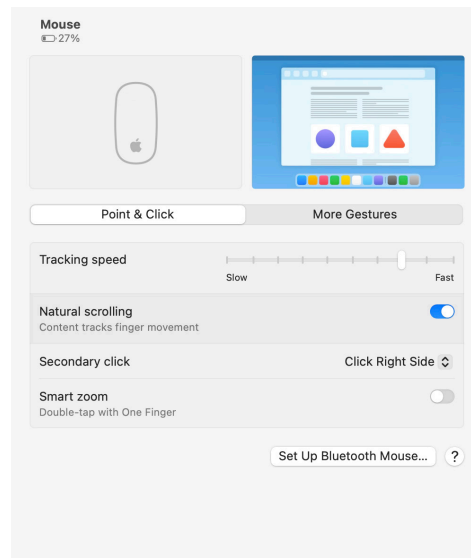 Mouse
27%
Point & Click
More Gestures
Tracking speed
Slow
Fast
Natural scrolling
Content tracks finger movement
Secondary click
Click Right Side
Smart zoom
Double-tap with One Finger
Set Up Bluetooth Mouse...
?